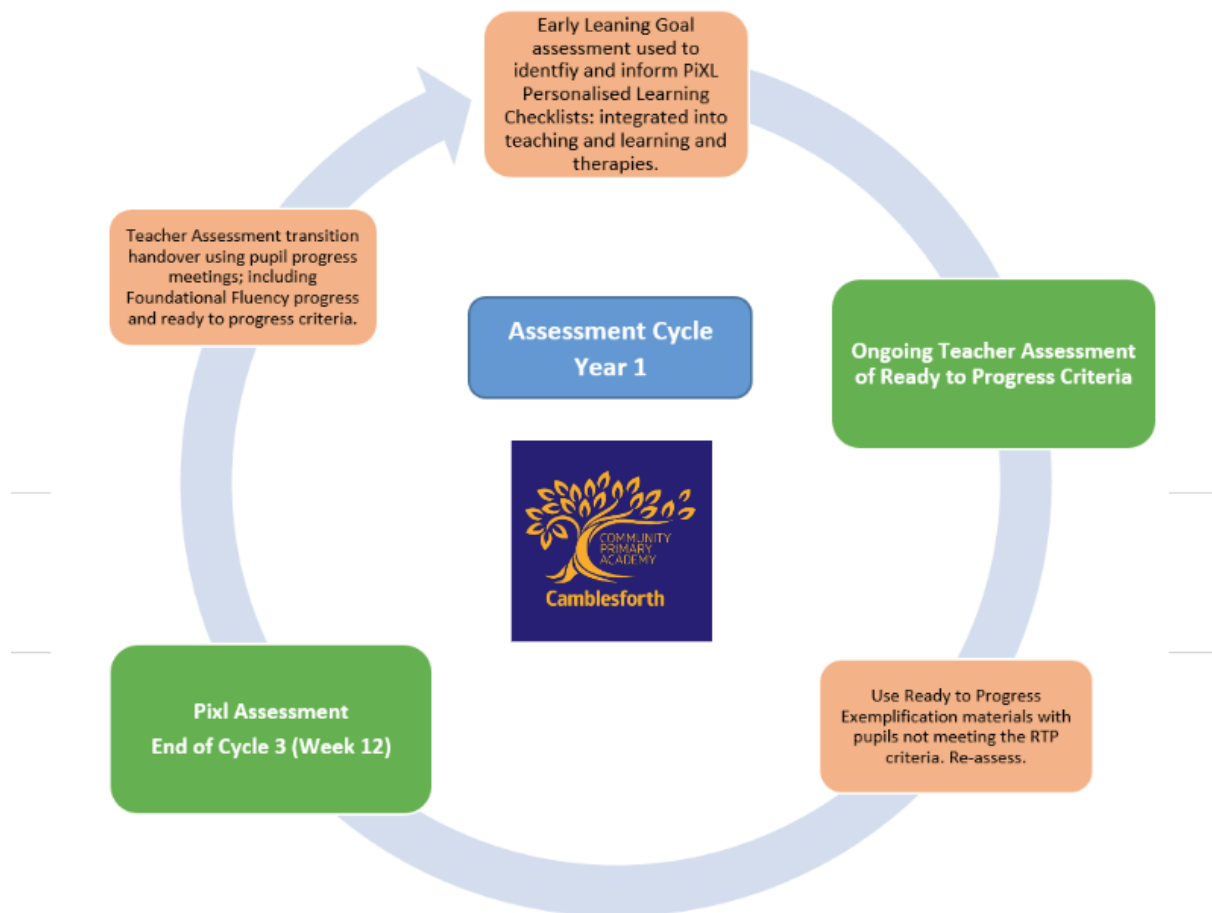 Early Leaning Goal
assessment used to
identfiy and inform PiXL
Personalised Learning
Checklists: integrated into
teaching and learning and
therapies.
Ongoing Teacher Assessment
of Ready to Progress Criteria
Use Ready to Progress
Exemplification materials with
pupils not meeting the RTP
criteria. Re-assess.
Pixl Assessment
End of Cycle 3 (Week 12)
Teacher Assessment transition
handover using pupil progress
meetings; including
Foundational Fluency progress
and ready to progress criteria.
Assessment Cycle
Year 1
COMMUNITY
PRIMARY
ACADEMY
Camblesforth